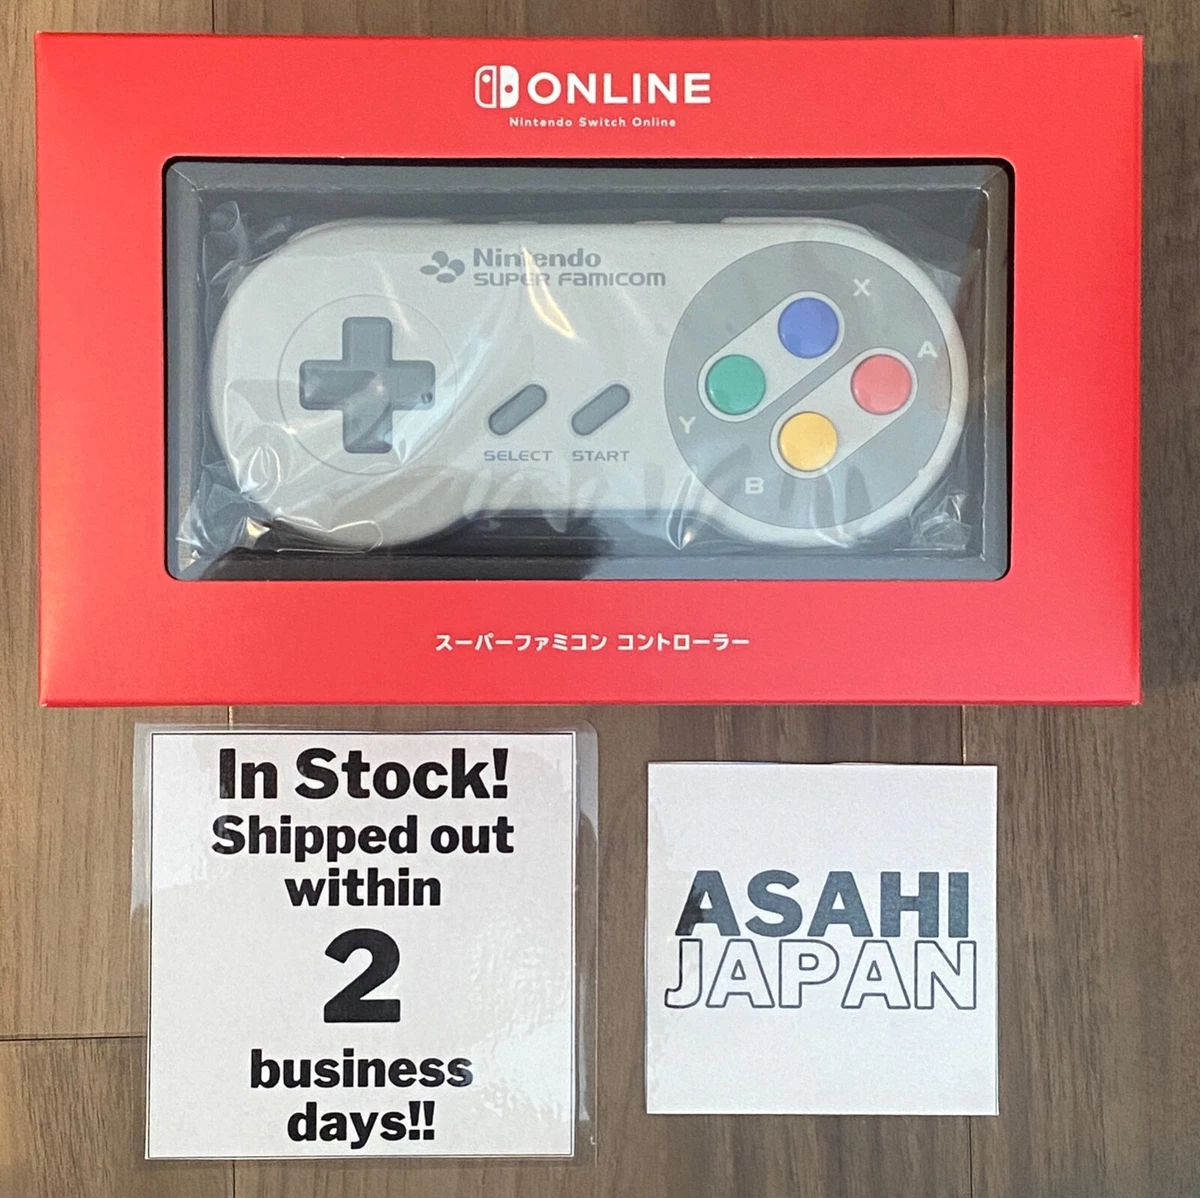 ONLINE
Nintendo Switch Online
Nintendo
SUPER FAMICOM
X
A
Y
B
SELECT START
スーパーファミコン コントローラー
In Stock!
Shipped out
within
2
business
days!!
ASAHI
JAPAN